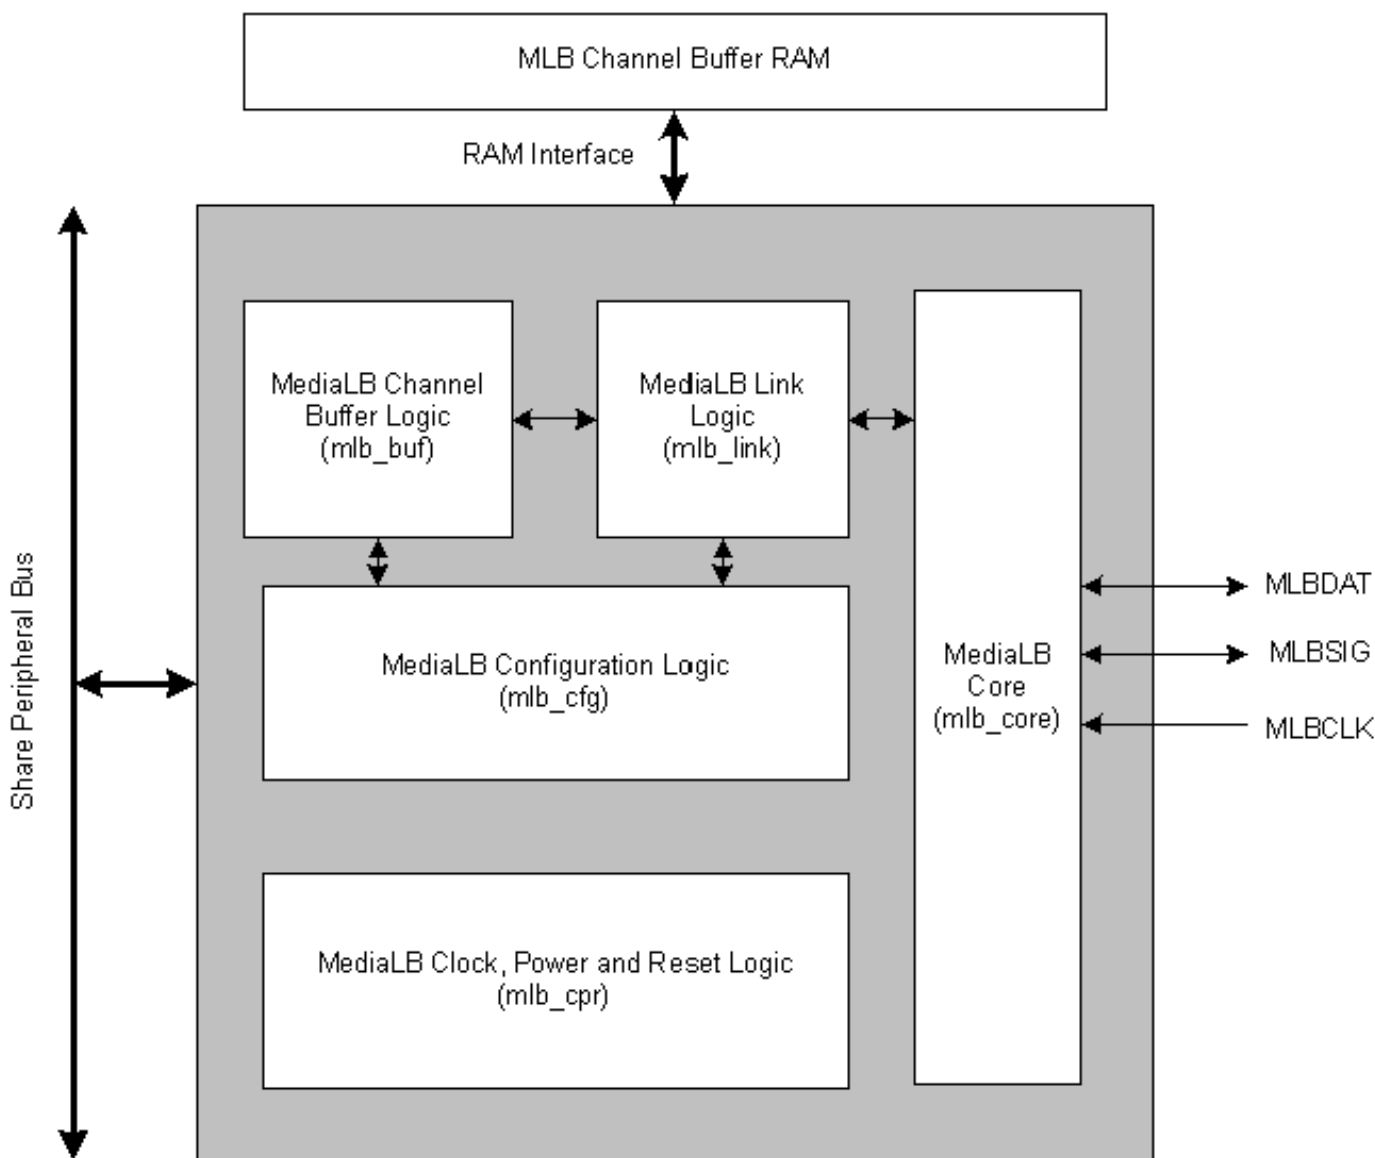 MLB Channel Buffer RAM
RAM Interface
MediaLB Channel
Buffer Logic
(mlb_buf)
MediaLB Link
Logic
(mlb_link)
Share Peripheral Bus
MediaLB Configuration Logic
(mlb_cfg)
MediaLB
Core
(mlb_core)
MLBDAT
MLBSIG
MLBCLK
MediaLB Clock, Power and Reset Logic
(mlb_cpr)